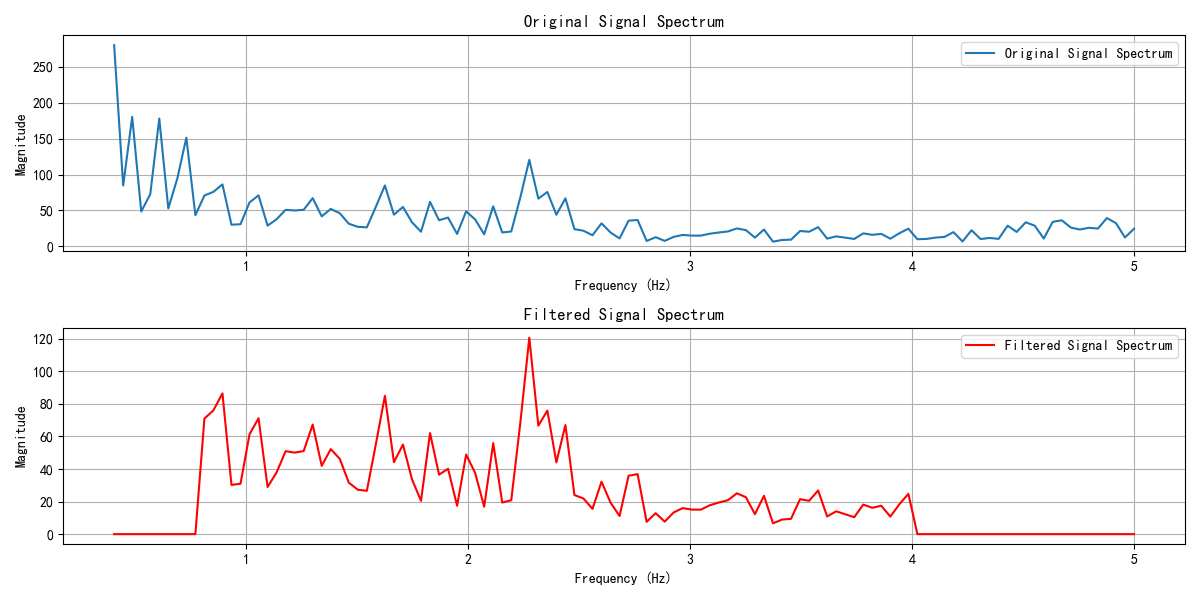 Original Signal Spectrum
Original Signal Spectrum
250
200
150
100
50
0
Magnitude
1 2 3 4 5
Frequency (Hz)
Filtered Signal Spectrum
Filtered Signal Spectrum
120
100
80
60
40
20
0
Magnitude
1 2 3 4 5
Frequency (Hz)